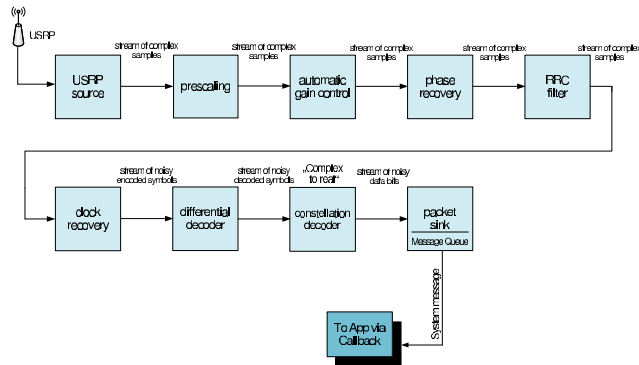 USRP
stream of complex
samples
stream of complex
samples
stream of complex
samples
stream of complex
samples
stream of complex
samples
USRP
source
prescalling
automatic
gain control
phase
recovery
RRC
filter
stream of noisy
encoded symbols
stream of noisy
decoded symbols
„Complex
to real“
stream of noisy
data bits
clock
recovery
differential
decoder
constellation
decoder
packet
sink
Message Queue
System message
To App via
Callback